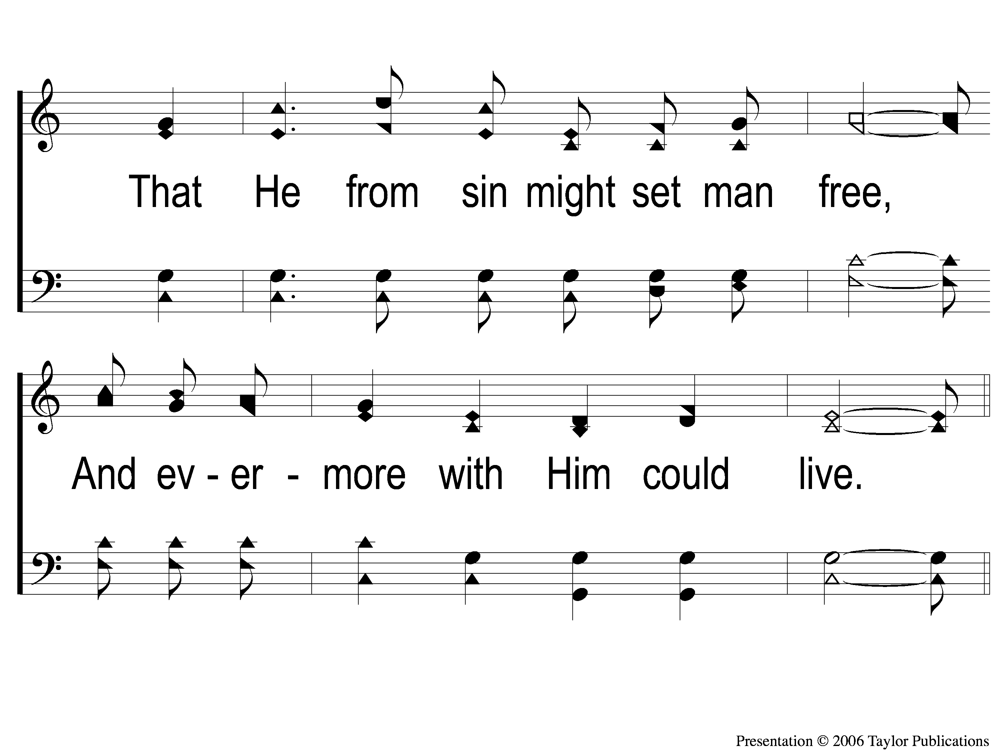 That He from sin might set man free,
And ev - er - more with Him could live.
Presentation © 2006 Taylor Publications